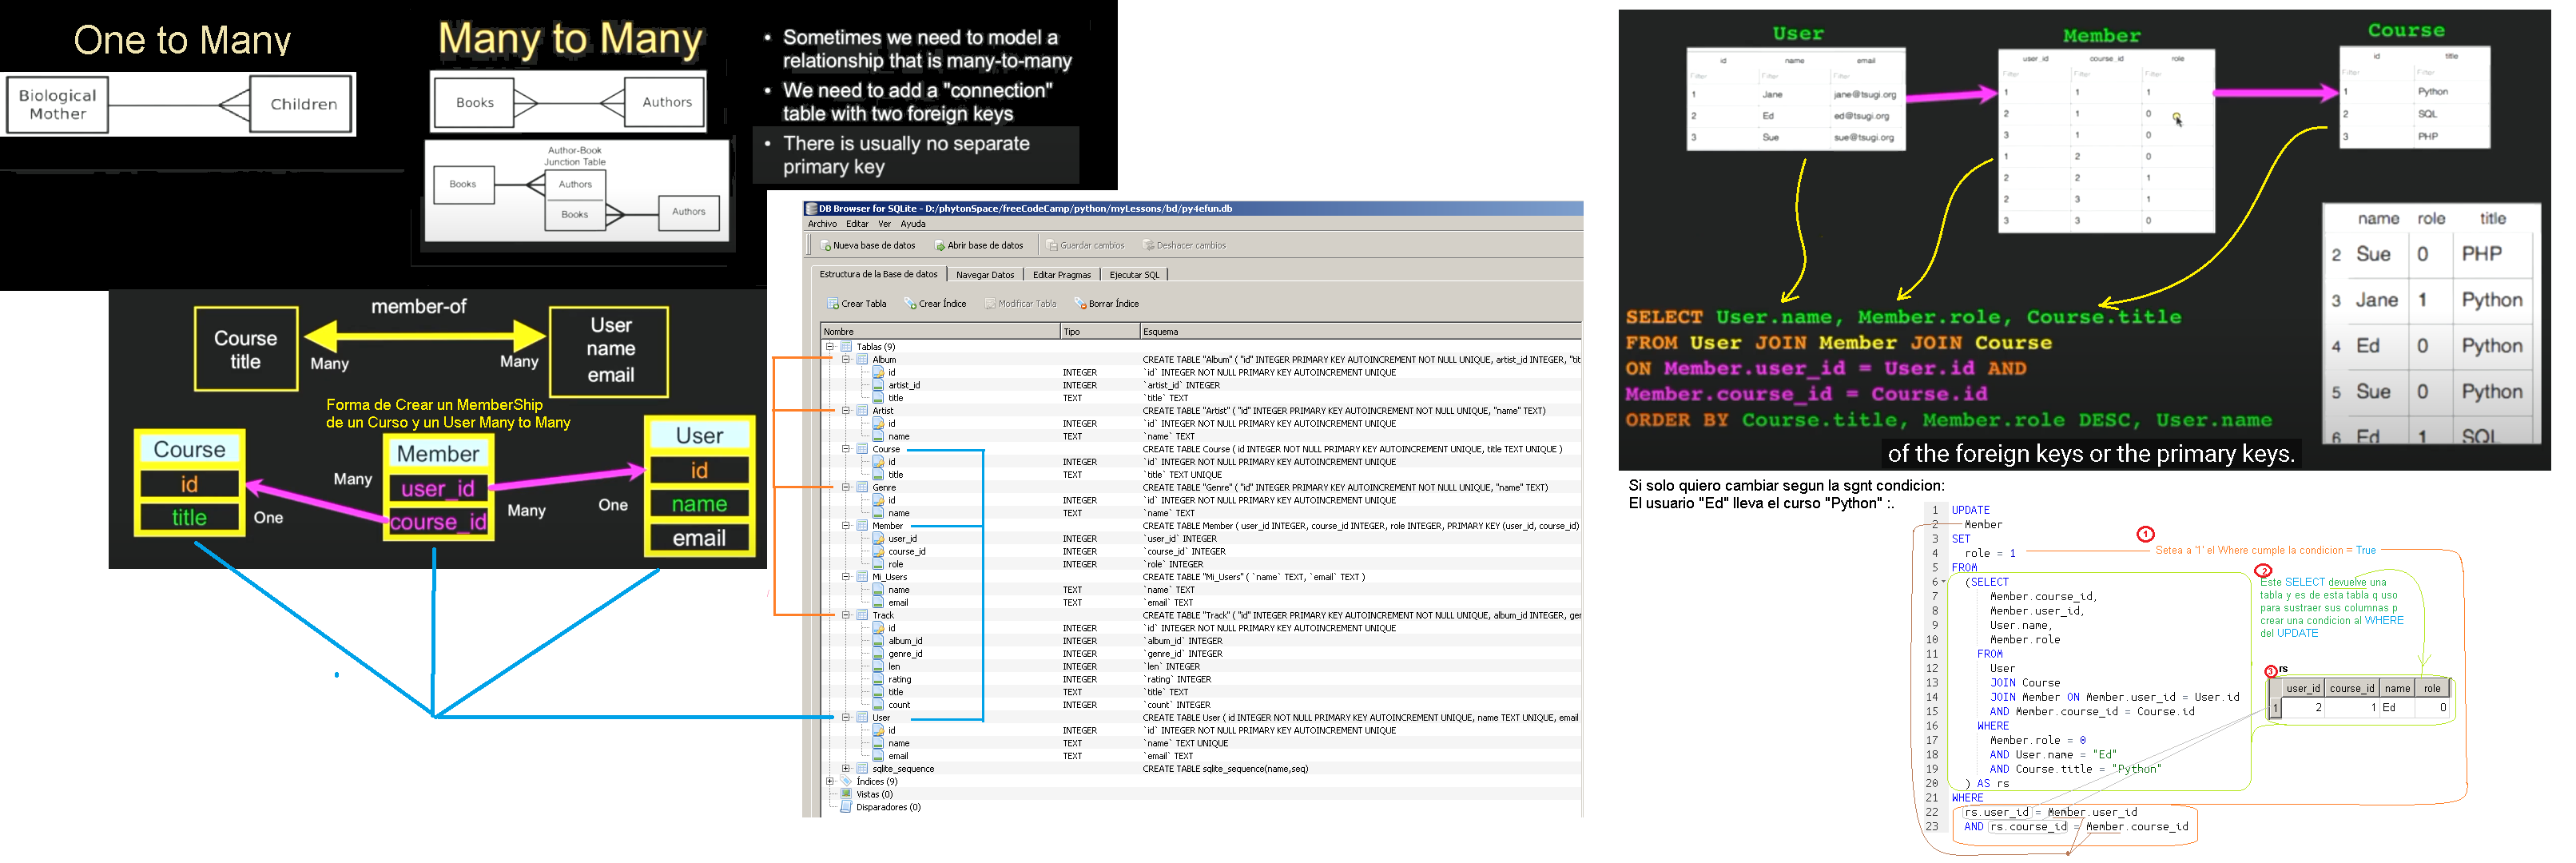 One to Many
Biological
Mother
Children
Many to Many
Books
Authors
Author-Book
Junction Table
Books
Authors
Books
Authors
• Sometimes we need to model a
relationship that is many-to-many
• We need to add a "connection"
table with two foreign keys
• There is usually no separate
primary key
member-of
Course
title
Many
Many
User
name
email
Forma de Crear un MemberShip
de un Curso y un User Many to Many
Course
id
title
One
Many
Member
user_id
course_id
Many
One
User
id
name
email
DB Browser for SQLite - D:/phytonSpace/freeCodeCamp/python/myLessons/bd/py4efun.db
Archivo Editar Ver Ayuda
Nueva base de datos Abrir base de datos Guardar cambios Deshacer cambios
Estructura de la Base de datos Navegar Datos Editar Pragmas Ejecutar SQL
Crear Tabla Crear Índice Modificar Tabla Borrar Índice
Nombre Tipo Esquema
Tablas (9)
Album CREATE TABLE "Album" ( "id" INTEGER PRIMARY KEY AUTOINCREMENT NOT NULL UNIQUE, artist_id INTEGER, "tit
id INTEGER `id` INTEGER NOT NULL PRIMARY KEY AUTOINCREMENT UNIQUE
artist_id INTEGER `artist_id` INTEGER
title TEXT `title` TEXT
Artist CREATE TABLE "Artist" ( "id" INTEGER PRIMARY KEY AUTOINCREMENT NOT NULL UNIQUE, "name" TEXT)
id INTEGER `id` INTEGER NOT NULL PRIMARY KEY AUTOINCREMENT UNIQUE
name TEXT `name` TEXT
Course CREATE TABLE Course ( id INTEGER NOT NULL PRIMARY KEY AUTOINCREMENT UNIQUE, title TEXT UNIQUE )
id INTEGER `id` INTEGER NOT NULL PRIMARY KEY AUTOINCREMENT UNIQUE
title TEXT `title` TEXT UNIQUE
Genre CREATE TABLE "Genre" ( "id" INTEGER PRIMARY KEY AUTOINCREMENT NOT NULL UNIQUE, "name" TEXT)
id INTEGER `id` INTEGER NOT NULL PRIMARY KEY AUTOINCREMENT UNIQUE
name TEXT `name` TEXT
Member CREATE TABLE Member ( user_id INTEGER, course_id INTEGER, role INTEGER, PRIMARY KEY (user_id, course_id)
user_id INTEGER `user_id` INTEGER
course_id INTEGER `course_id` INTEGER
role INTEGER `role` INTEGER
Mi_Users CREATE TABLE "Mi_Users" ( `name` TEXT, `email` TEXT )
name TEXT `name` TEXT
email TEXT `email` TEXT
Track CREATE TABLE "Track" ( "id" INTEGER PRIMARY KEY AUTOINCREMENT NOT NULL UNIQUE, album_id INTEGER, ger
id INTEGER `id` INTEGER NOT NULL PRIMARY KEY AUTOINCREMENT UNIQUE
album_id INTEGER `album_id` INTEGER
genre_id INTEGER `genre_id` INTEGER
len INTEGER `len` INTEGER
rating INTEGER `rating` INTEGER
title TEXT `title` TEXT
count INTEGER `count` INTEGER
User CREATE TABLE User ( id INTEGER NOT NULL PRIMARY KEY AUTOINCREMENT UNIQUE, name TEXT UNIQUE, email
id INTEGER `id` INTEGER NOT NULL PRIMARY KEY AUTOINCREMENT UNIQUE
name TEXT `name` TEXT UNIQUE
email TEXT `email` TEXT
sqlite_sequence CREATE TABLE sqlite_sequence(name,seq)
Índices (9)
Vistas (0)
Disparadores (0)
User
id name email
Filter Filter Filter
1 Jane jane@tsugi.org
2 Ed ed@tsugi.org
3 Sue sue@tsugi.org
Member
user_id course_id role
Filter Filter Filter
1 1 1
2 1 0
3 1 0
1 2 0
2 2 1
2 3 1
3 3 0
Course
id title
Filter Filter
1 Python
2 SQL
3 PHP
name role title
2 Sue 0 PHP
3 Jane 1 Python
4 Ed 0 Python
5 Sue 0 Python
6 Ed 1 SQL
SELECT User.name, Member.role, Course.title
FROM User JOIN Member JOIN Course
ON Member.user_id = User.id AND
Member.course_id = Course.id
ORDER BY Course.title, Member.role DESC, User.name
of the foreign keys or the primary keys.
Si solo quiero cambiar segun la sgnt condicion:
El usuario "Ed" lleva el curso "Python" :.
1 UPDATE
2 Member
3 SET
4 role = 1
5 FROM
6 (SELECT
7 Member.course_id,
8 Member.user_id,
9 User.name,
10 Member.role
11 FROM
12 User
13 JOIN Course
14 JOIN Member ON Member.user_id = User.id
15 AND Member.course_id = Course.id
16 WHERE
17 Member.role = 0
18 AND User.name = "Ed"
19 AND Course.title = "Python"
20 ) AS rs
21 WHERE
22 rs.user_id = Member.user_id
23 AND rs.course_id = Member.course_id
1
Setea a '1' el Where cumple la condicion = True
2
Este SELECT devuelve una
tabla y es de esta tabla q uso
para sustraer sus columnas p
crear una condicion al WHERE
del UPDATE
3 rs
user_id course_id name role
1 2 1 Ed 0